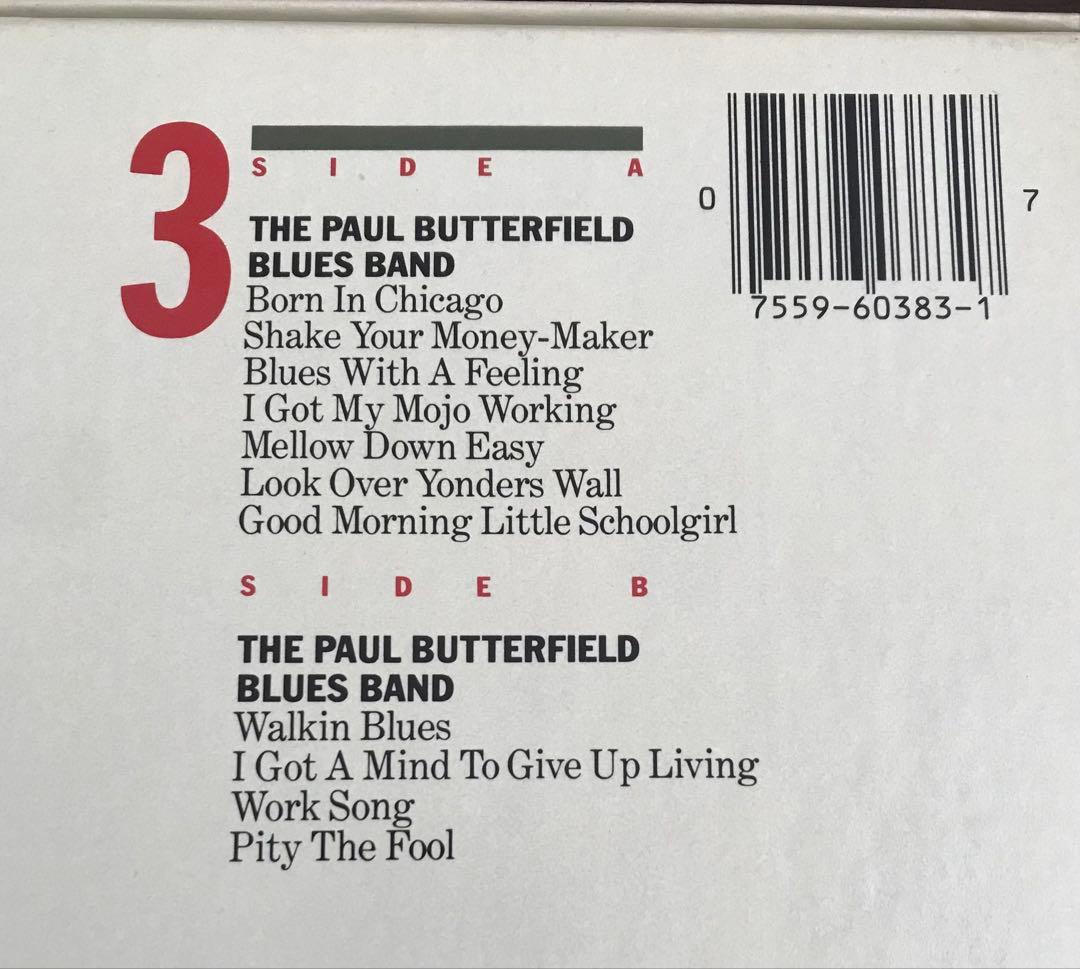 3
SIDE A
THE PAUL BUTTERFIELD
BLUES BAND
Born In Chicago
Shake Your Money-Maker
Blues With A Feeling
I Got My Mojo Working
Mellow Down Easy
Look Over Yonders Wall
Good Morning Little Schoolgirl
SIDE B
THE PAUL BUTTERFIELD
BLUES BAND
Walkin Blues
I Got A Mind To Give Up Living
Work Song
Pity The Fool
0 7
7559-60383-1